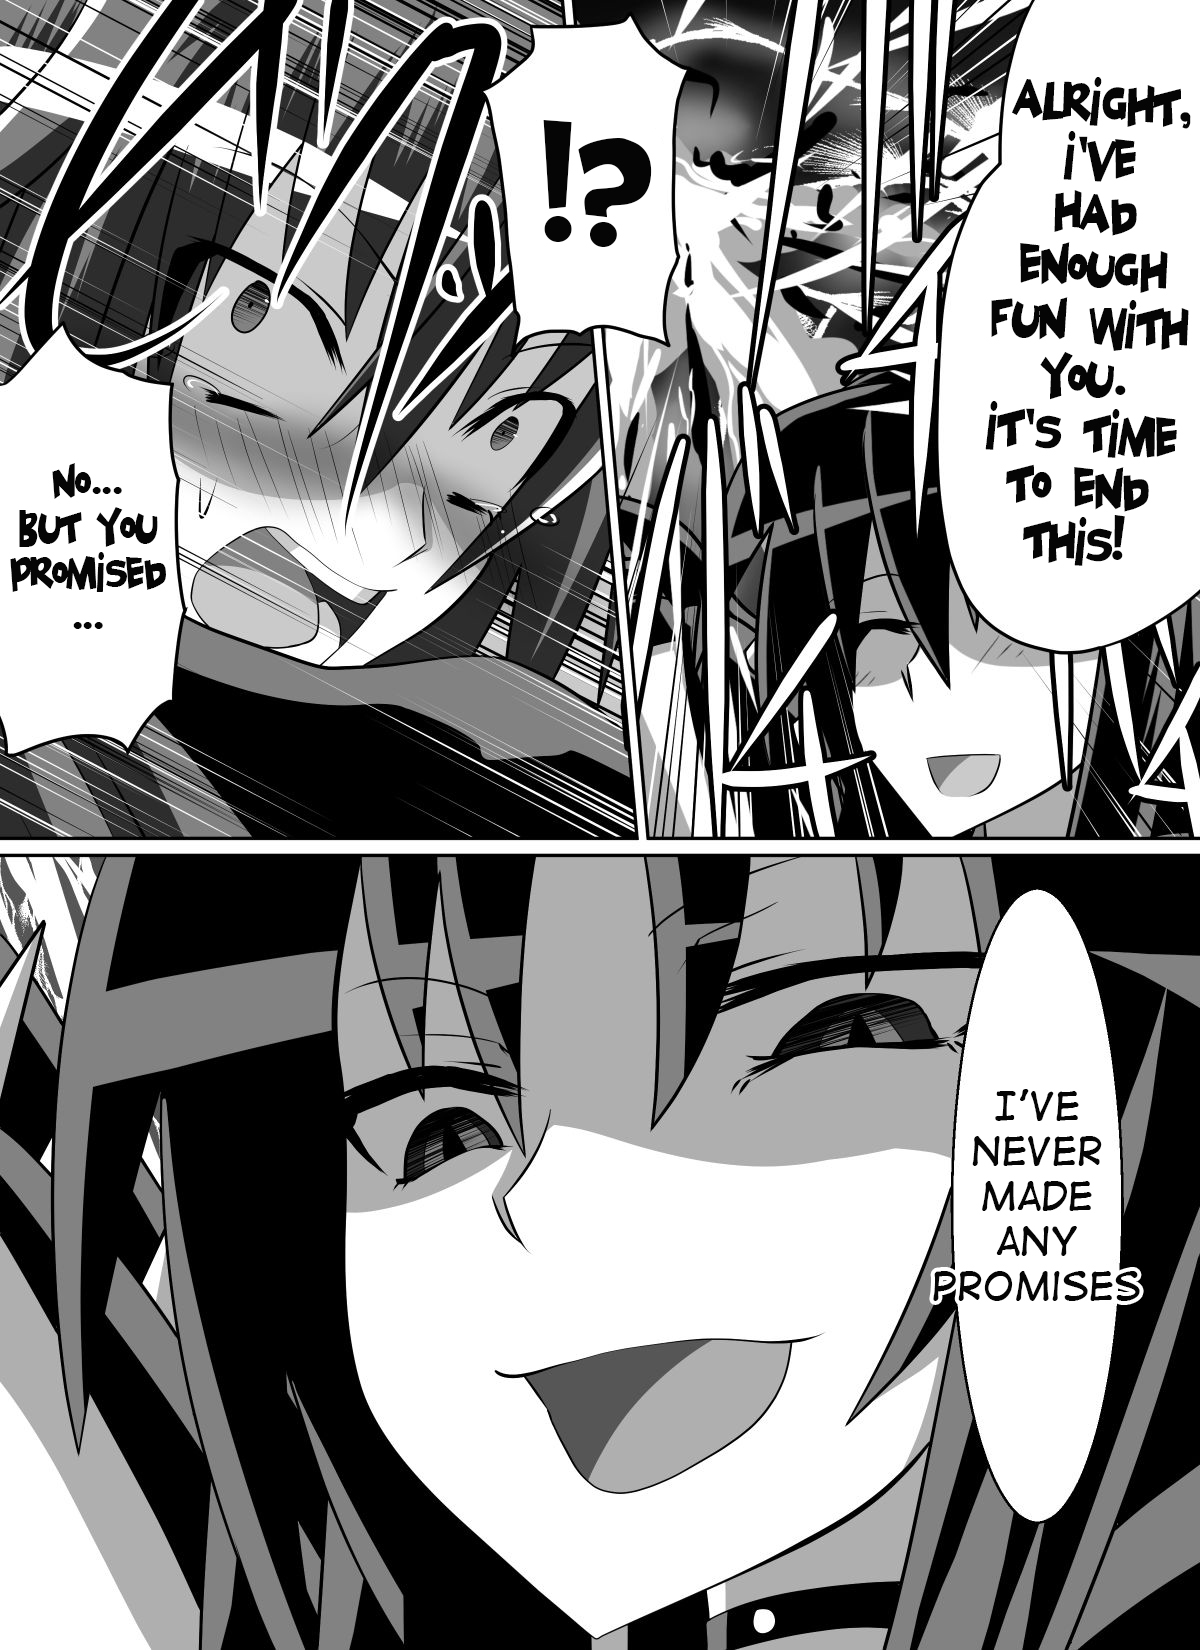 ALRIGHT,
I'VE
HAD
ENOUGH
FUN WITH
YOU.
IT'S TIME
TO END
THIS!
!?
NO...
BUT YOU
PROMISED
...
I'VE
NEVER
MADE
ANY
PROMISES